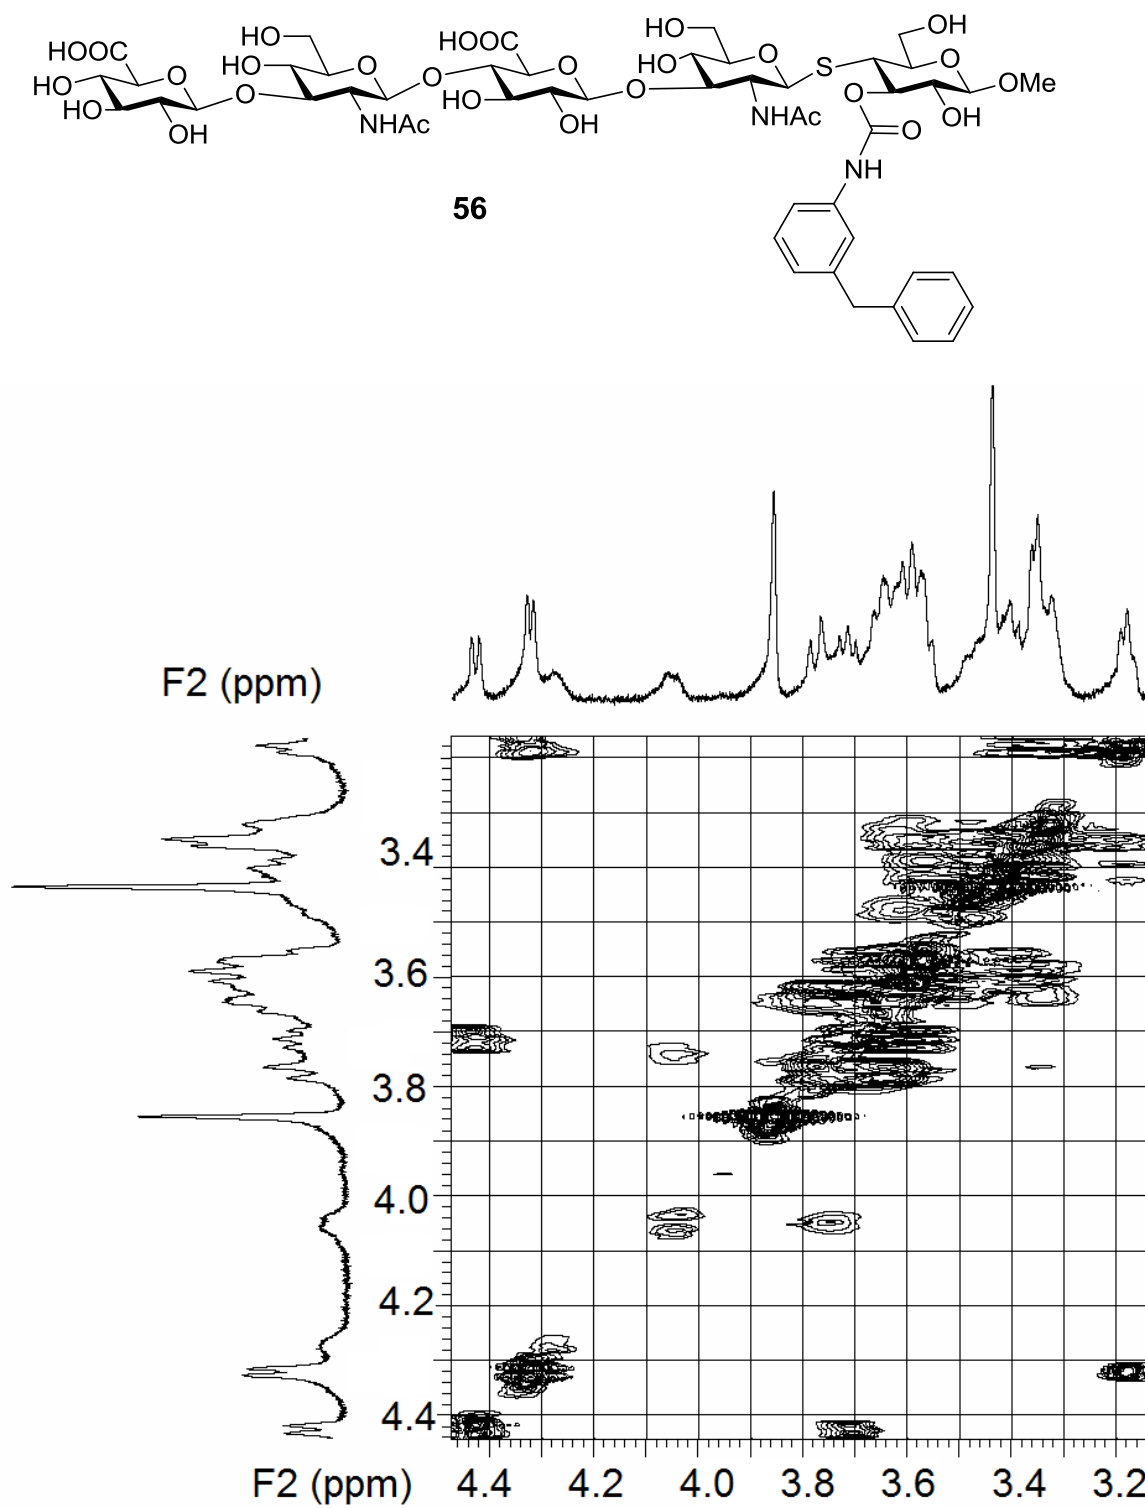 HO OH
HOOC HO O HOOC HO O
HO O HO O O O HO S O OMe
HO O O HO O O OH
OH NHAc OH NHAc O
NH
56
F2 (ppm)
3.4
3.6
3.8
4.0
4.2
4.4
F2 (ppm) 4.4 4.2 4.0 3.8 3.6 3.4 3.2